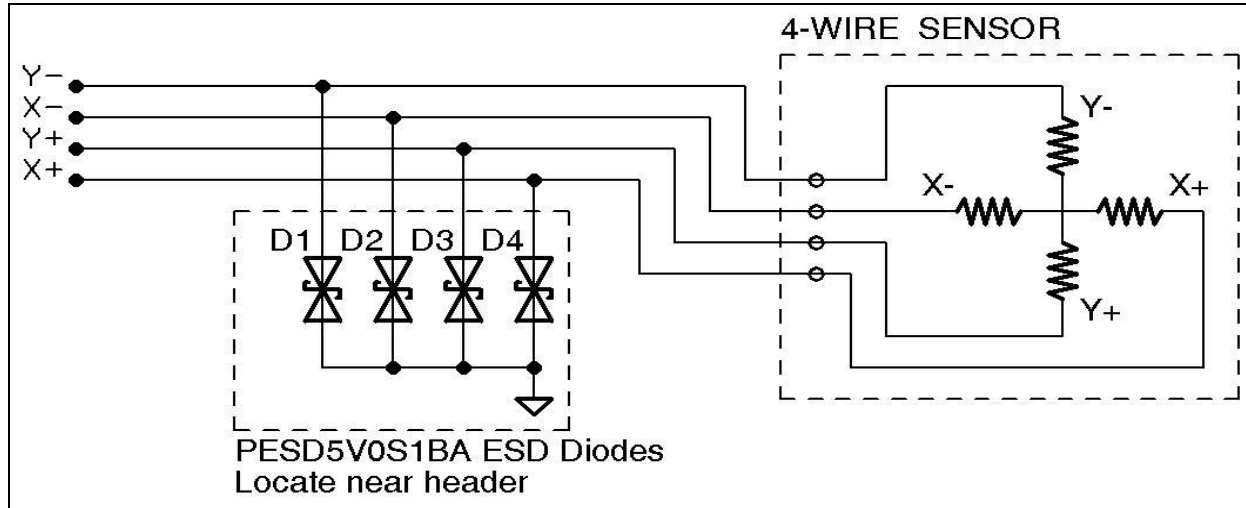 4-WIRE SENSOR
Y-
X-
Y+
X+
Y-
X-
X+
Y+
D1 D2 D3 D4
PESD5V0S1BA ESD Diodes
Locate near header